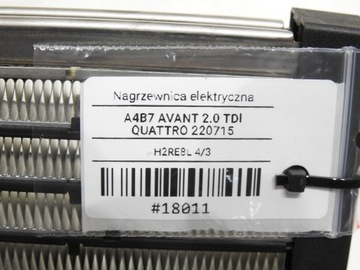 Nagrzewnica elektryczna
A4B7 AVANT 2.0 TDI
QUATTRO 220715
H2RE8L 4/3
#18011